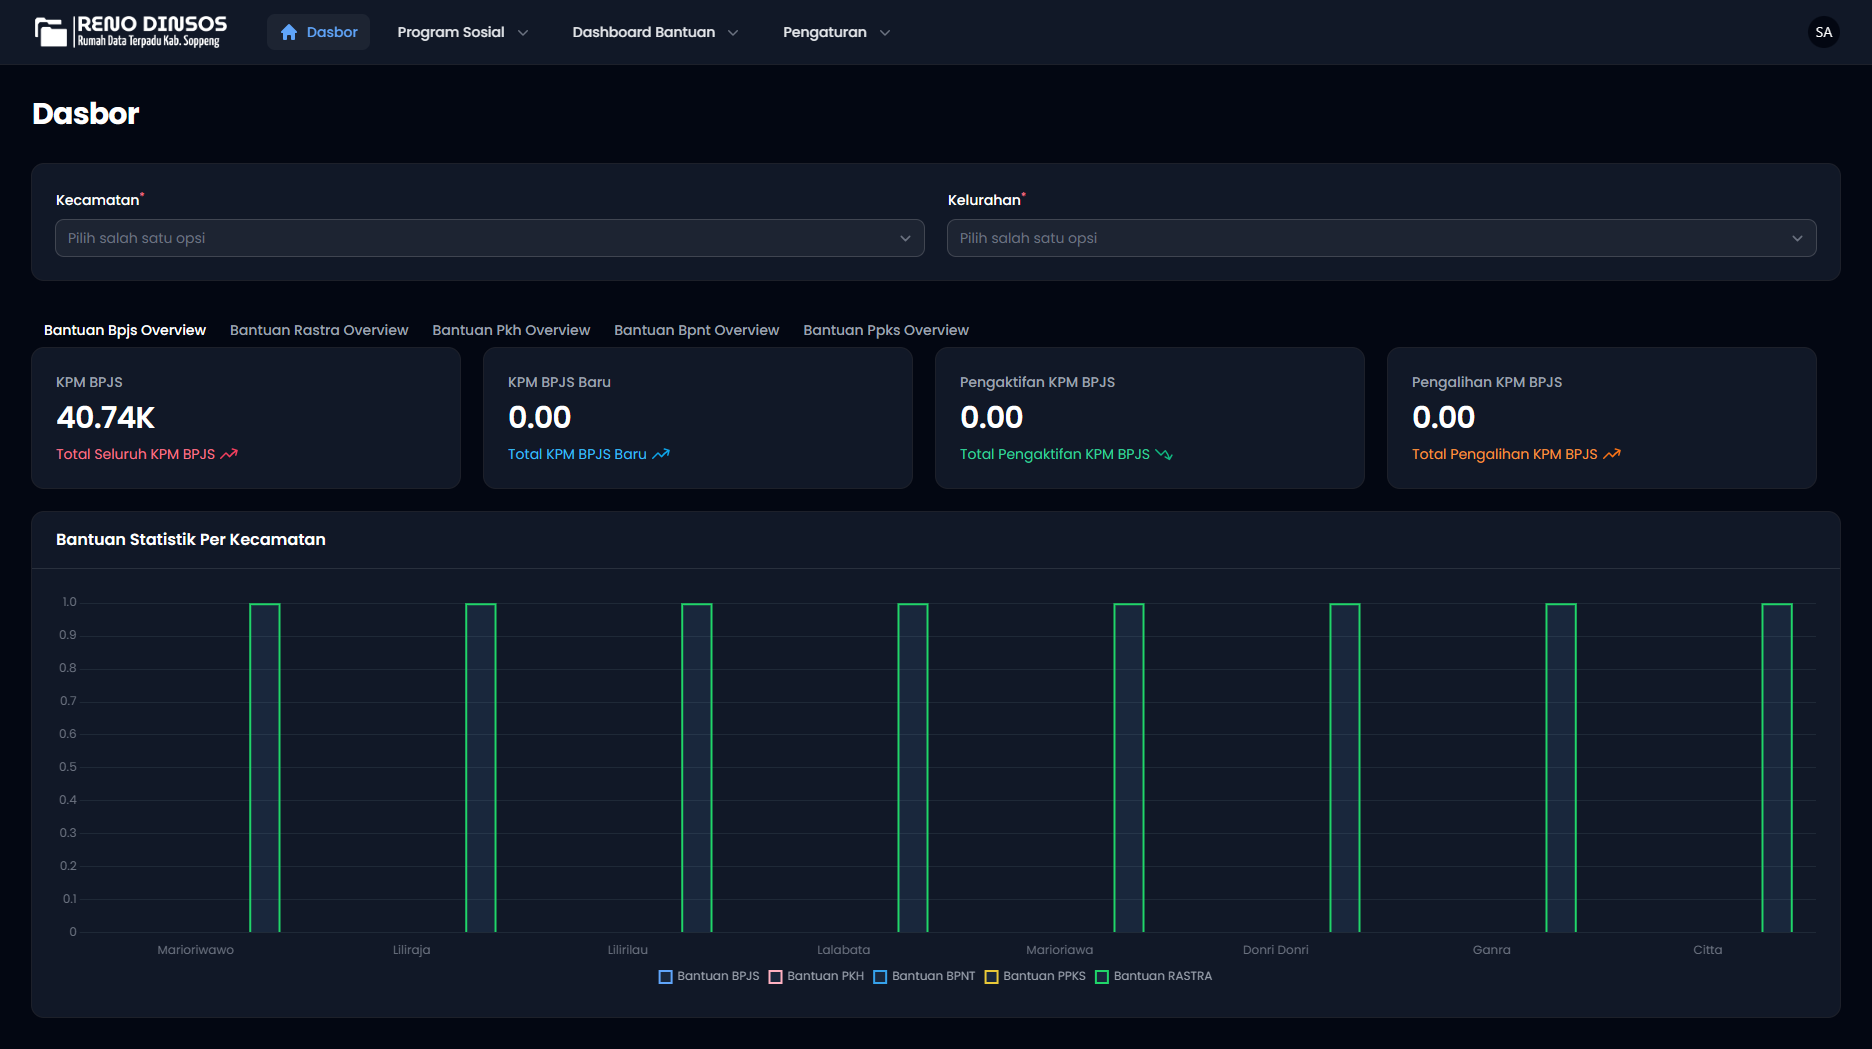 RENO DINSOS
Rumah Data Terpadu Kab. Soppeng
Dasbor
Program Sosial
Dashboard Bantuan
Pengaturan
SA
Dasbor
Kecamatan*
Kelurahan*
Pilih salah satu opsi
Pilih salah satu opsi
Bantuan Bpjs Overview
Bantuan Rastra Overview
Bantuan Pkh Overview
Bantuan Bpnt Overview
Bantuan Ppks Overview
KPM BPJS
40.74K
Total Seluruh KPM BPJS
KPM BPJS Baru
0.00
Total KPM BPJS Baru
Pengaktifan KPM BPJS
0.00
Total Pengaktifan KPM BPJS
Pengalihan KPM BPJS
0.00
Total Pengalihan KPM BPJS
Bantuan Statistik Per Kecamatan
1.0
0.9
0.8
0.7
0.6
0.5
0.4
0.3
0.2
0.1
0
Marioriwawo
Liliraja
Lilirilau
Lalabata
Marioriawa
Donri Donri
Ganra
Citta
Bantuan BPJS
Bantuan PKH
Bantuan BPNT
Bantuan PPKS
Bantuan RASTRA